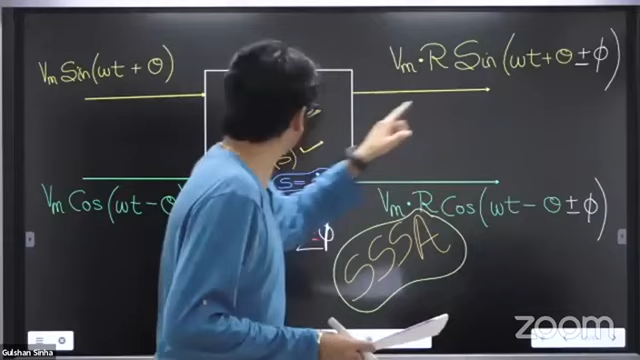 Vm Sin(ωt + θ)
Vm·R Sin(ωt+θ±ϕ)
s) ✓
S =
Vm Cos(ωt-θ
Vm·R Cos(ωt-θ±ϕ)
±ϕ
SSSA
zoom
Gulshan Sinha